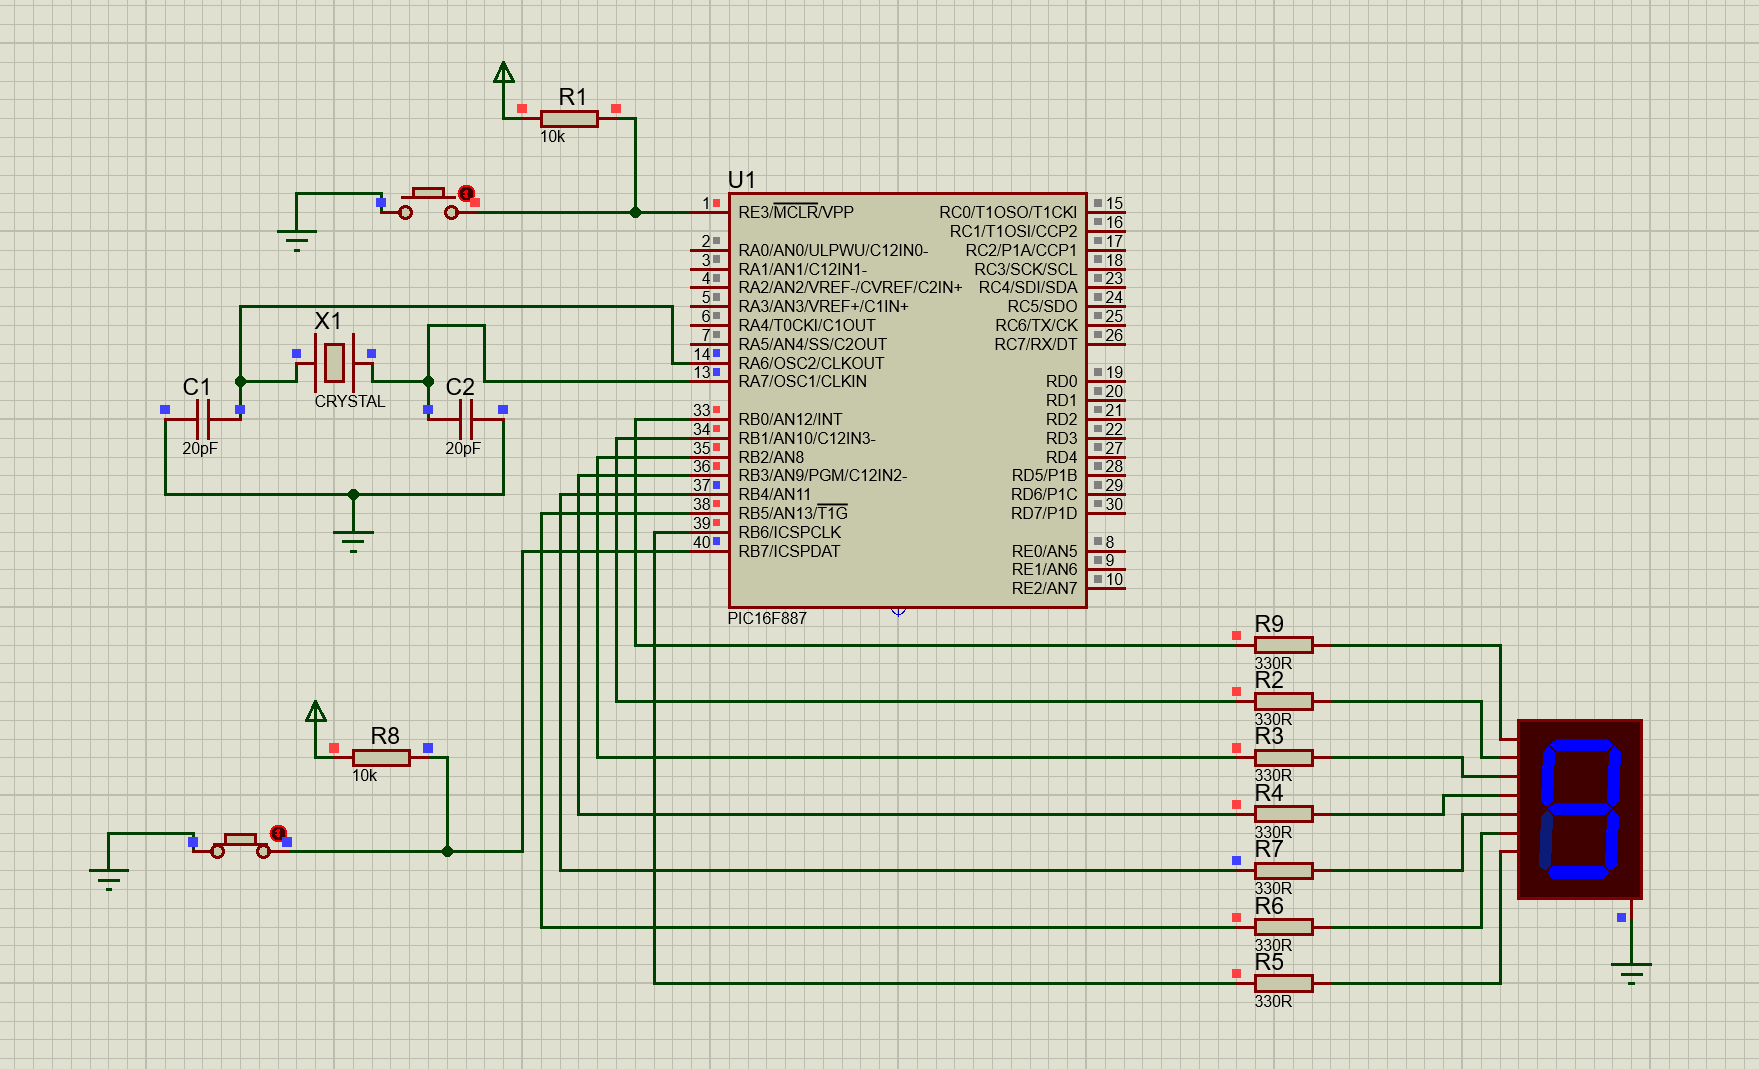 R1
10k
U1
1
RE3/MCLR/VPP
2
RA0/AN0/ULPWU/C12IN0-
3
RA1/AN1/C12IN1-
4
RA2/AN2/VREF-/CVREF/C2IN+
5
RA3/AN3/VREF+/C1IN+
6
RA4/T0CKI/C1OUT
7
RA5/AN4/SS/C2OUT
14
RA6/OSC2/CLKOUT
13
RA7/OSC1/CLKIN
33
RB0/AN12/INT
34
RB1/AN10/C12IN3-
35
RB2/AN8
36
RB3/AN9/PGM/C12IN2-
37
RB4/AN11
38
RB5/AN13/T1G
39
RB6/ICSPCLK
40
RB7/ICSPDAT
RC0/T1OSO/T1CKI
15
RC1/T1OSI/CCP2
16
RC2/P1A/CCP1
17
RC3/SCK/SCL
18
RC4/SDI/SDA
23
RC5/SDO
24
RC6/TX/CK
25
RC7/RX/DT
26
RD0
19
RD1
20
RD2
21
RD3
22
RD4
27
RD5/P1B
28
RD6/P1C
29
RD7/P1D
30
RE0/AN5
8
RE1/AN6
9
RE2/AN7
10
PIC16F887
X1
CRYSTAL
C1
20pF
C2
20pF
R8
10k
R9
330R
R2
330R
R3
330R
R4
330R
R7
330R
R6
330R
R5
330R
9